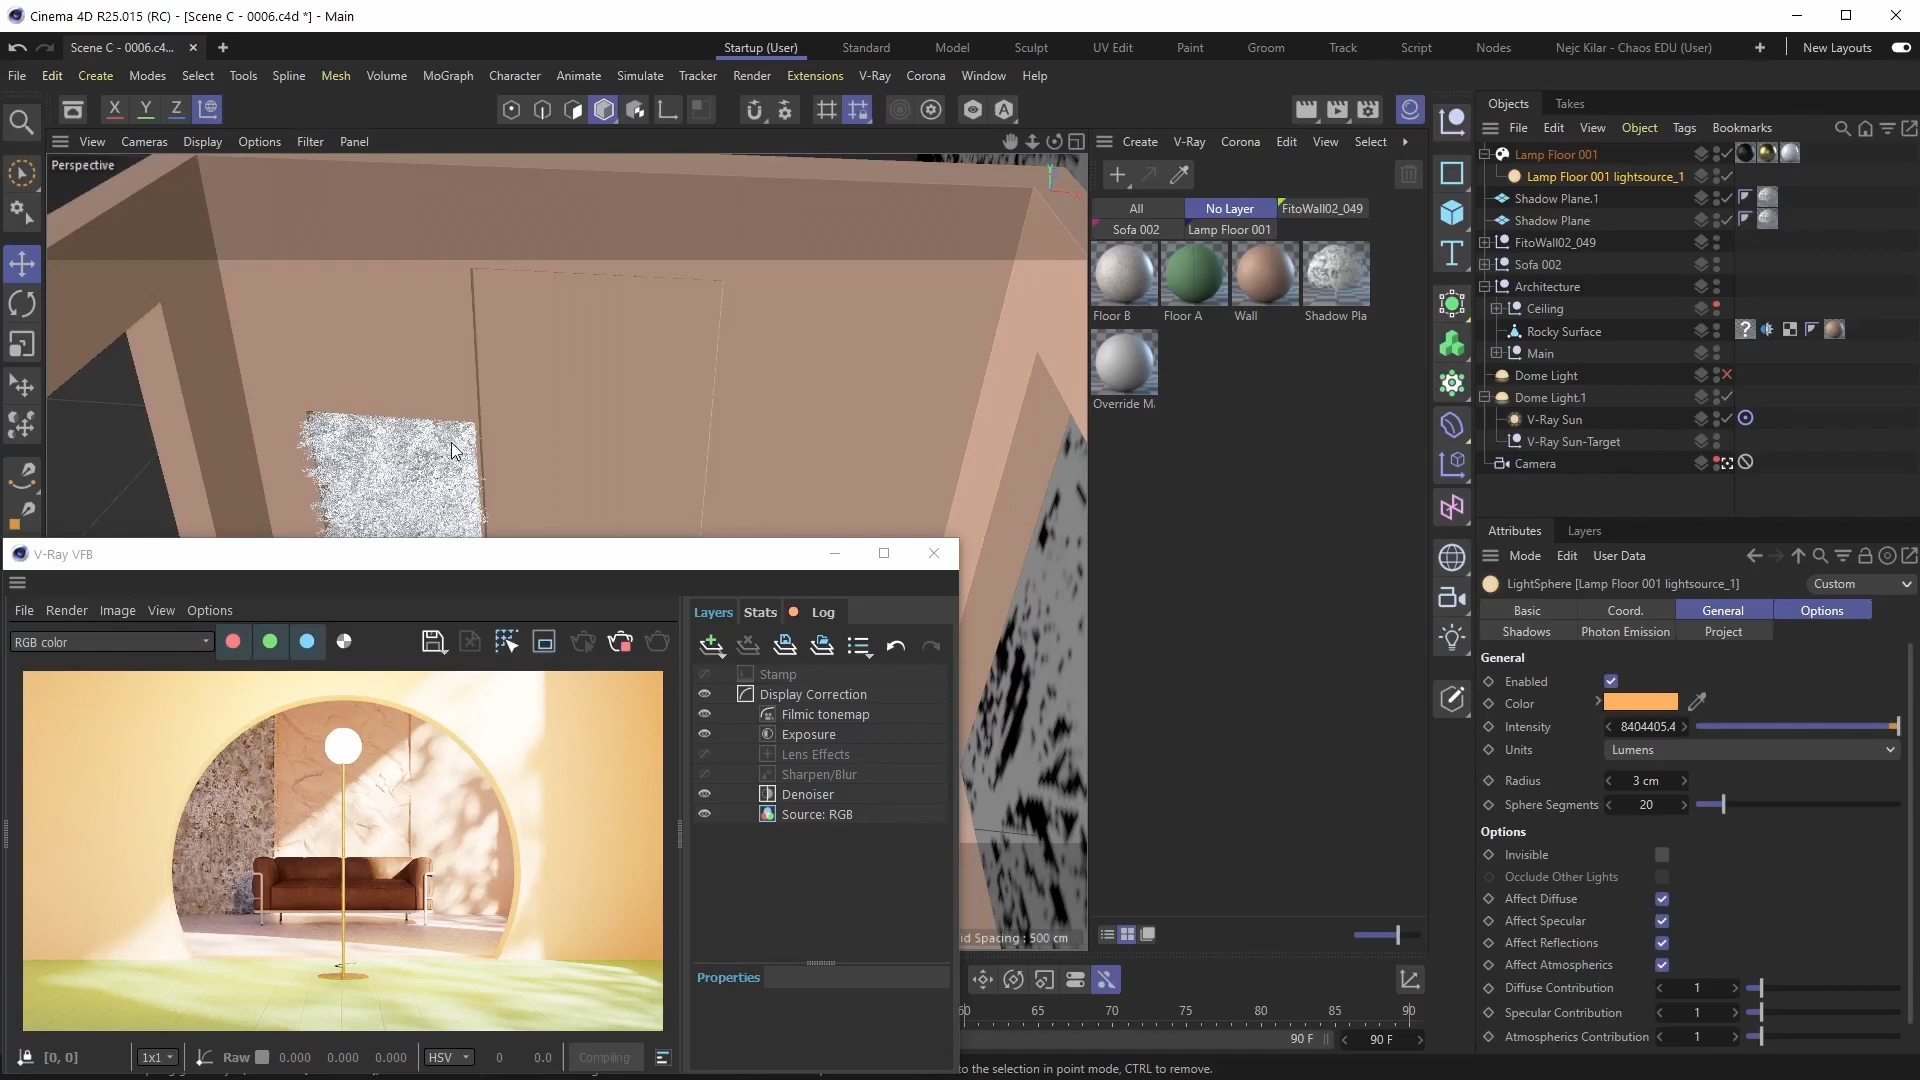 Cinema 4D R25.015 (RC) - [Scene C - 0006.c4d *] - Main
Scene C - 0006.c4... × +
Startup (User) Standard Model Sculpt UV Edit Paint Groom Track Script Nodes Nejc Kilar - Chaos EDU (User) + New Layouts
File Edit Create Modes Select Tools Spline Mesh Volume MoGraph Character Animate Simulate Tracker Render Extensions V-Ray Corona Window Help
X Y Z
Objects Takes
File Edit View Object Tags Bookmarks
View Cameras Display Options Filter Panel
Create V-Ray Corona Edit View Select
Perspective
All No Layer FitoWall02_049
Sofa 002 Lamp Floor 001
Floor B Floor A Wall Shadow Pla
Override M
Lamp Floor 001
Lamp Floor 001 lightsource_1
Shadow Plane.1
Shadow Plane
FitoWall02_049
Sofa 002
Architecture
Ceiling
Rocky Surface
Main
Dome Light
Dome Light.1
V-Ray Sun
V-Ray Sun-Target
Camera
Attributes Layers
Mode Edit User Data
LightSphere [Lamp Floor 001 lightsource_1] Custom
Basic Coord. General Options
Shadows Photon Emission Project
General
Enabled
Color
Intensity 8404405.4
Units Lumens
Radius 3 cm
Sphere Segments 20
Options
Invisible
Occlude Other Lights
Affect Diffuse
Affect Specular
Affect Reflections
Affect Atmospherics
Diffuse Contribution 1
Specular Contribution 1
Atmospherics Contribution 1
V-Ray VFB
File Render Image View Options
RGB color
Layers Stats Log
Stamp
Display Correction
Filmic tonemap
Exposure
Lens Effects
Sharpen/Blur
Denoiser
Source: RGB
Properties
[0, 0] 1x1 Raw 0.000 0.000 0.000 HSV 0 0.0 Compiling
id Spacing : 500 cm
60 65 70 75 80 85 90
90 F 90 F
to the selection in point mode, CTRL to remove.